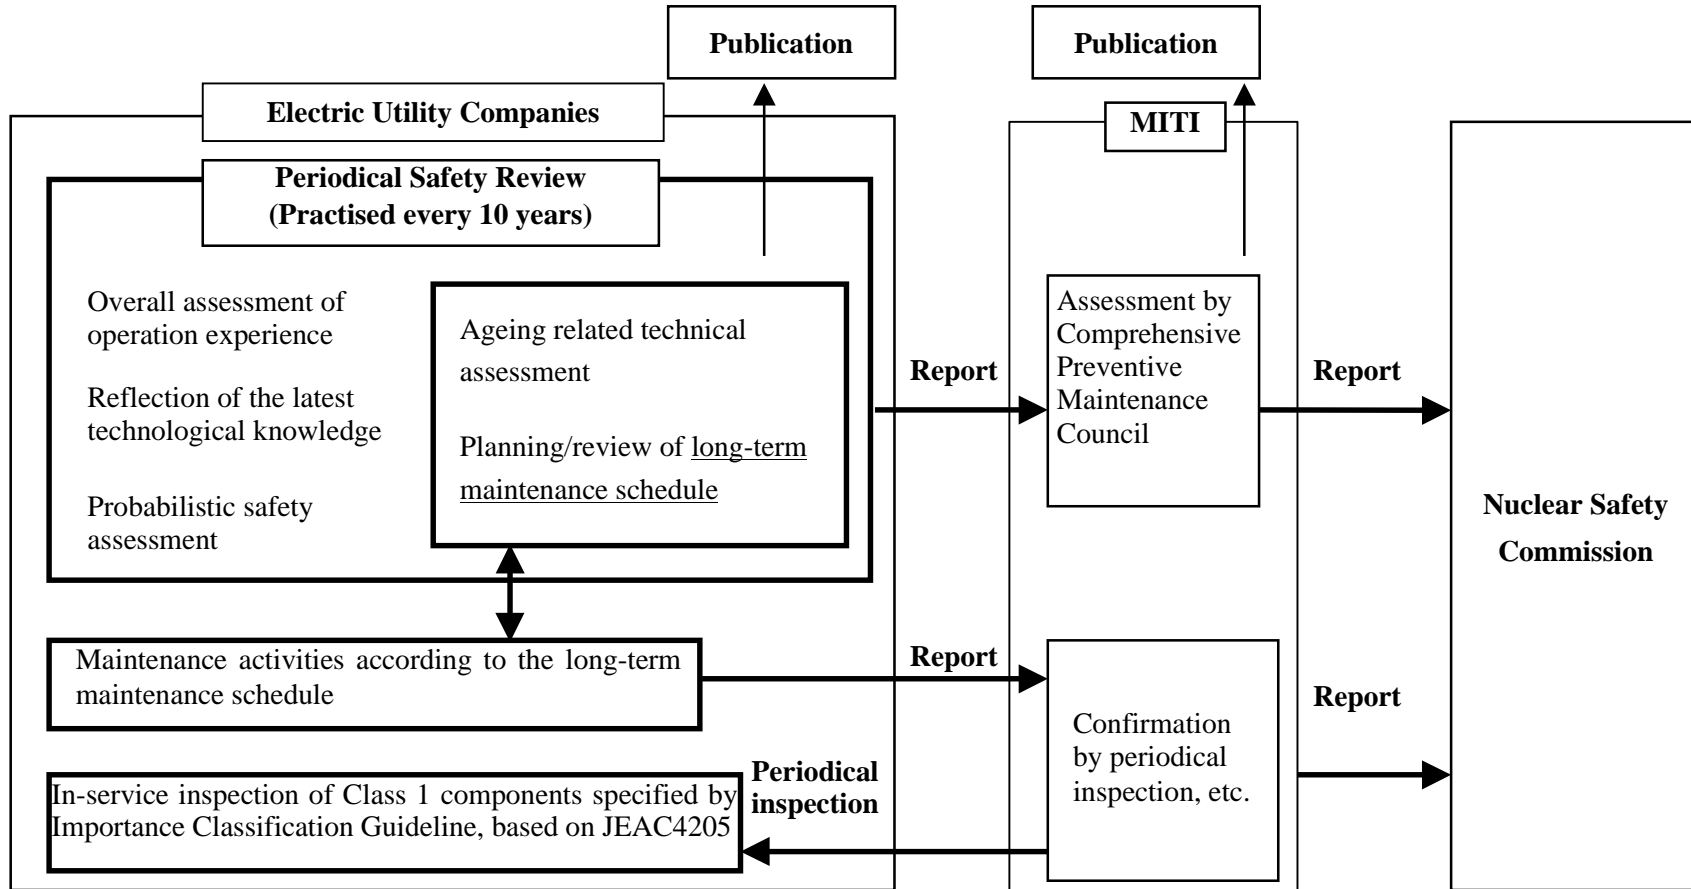 Publication
Publication
Electric Utility Companies
MITI
Periodical Safety Review
(Practised every 10 years)
Overall assessment of
operation experience
Reflection of the latest
technological knowledge
Probabilistic safety
assessment
Ageing related technical
assessment
Planning/review of long-term
maintenance schedule
Report
Assessment by
Comprehensive
Preventive
Maintenance
Council
Report
Nuclear Safety
Commission
Maintenance activities according to the long-term
maintenance schedule
Report
Confirmation
by periodical
inspection, etc.
Report
Periodical
inspection
In-service inspection of Class 1 components specified by
Importance Classification Guideline, based on JEAC4205